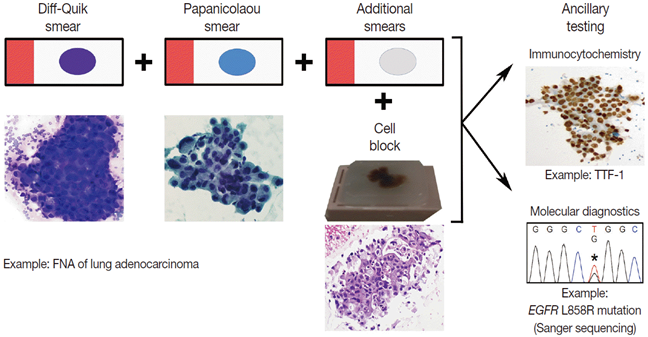 Diff-Quik
smear
Papanicolaou
smear
Additional
smears
Ancillary
testing
+
+
+
Cell
block
Immunocytochemistry
Example: TTF-1
Molecular diagnostics
G G G C T G G C
G
*
Example:
EGFR L858R mutation
(Sanger sequencing)
Example: FNA of lung adenocarcinoma